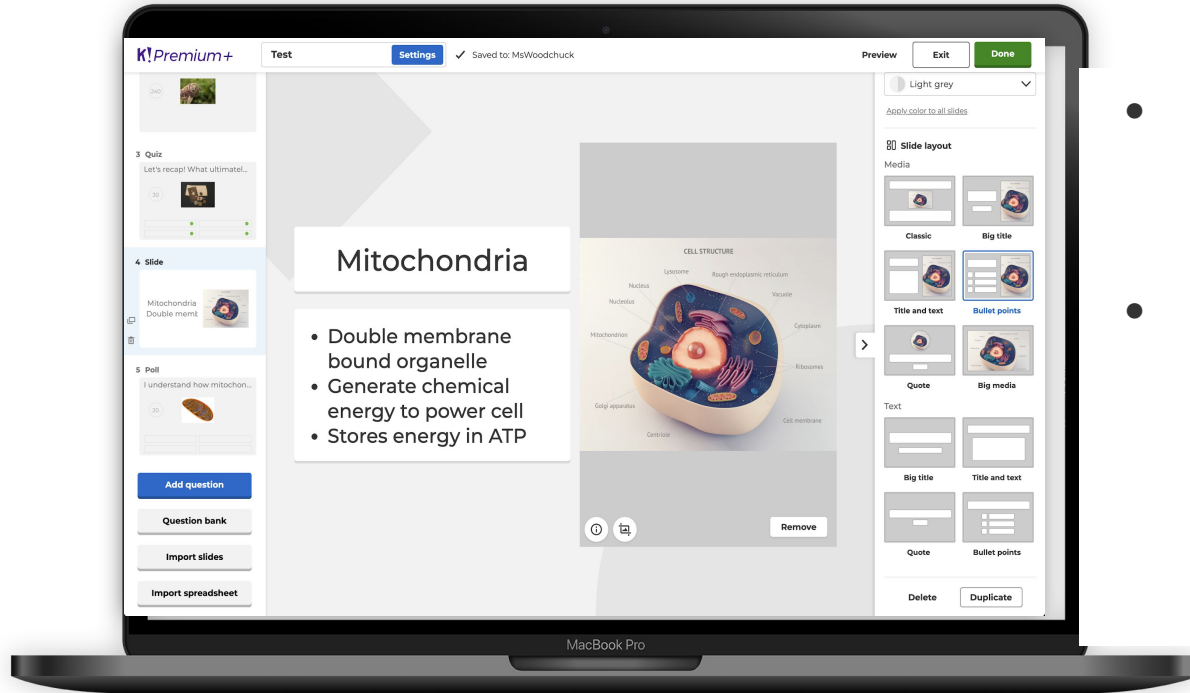 K! Premium+
Test
Settings
Saved to: MsWoodchuck
Preview
Exit
Done
240
3 Quiz
Let's recap! What ultimatel...
30
4 Slide
Mitochondria
Double memb
5 Poll
I understand how mitochon...
30
Add question
Question bank
Import slides
Import spreadsheet
Mitochondria
• Double membrane
bound organelle
• Generate chemical
energy to power cell
• Stores energy in ATP
CELL STRUCTURE
Lysosome
Rough endoplasmic reticulum
Nucleus
Vacuole
Nucleolus
Cytoplasm
Mitochondrion
Ribosomes
Golgi apparatus
Cell membrane
Centriole
Remove
Light grey
Apply color to all slides
Slide layout
Media
Classic
Big title
Title and text
Bullet points
Quote
Big media
Text
Big title
Title and text
Quote
Bullet points
Delete
Duplicate
MacBook Pro